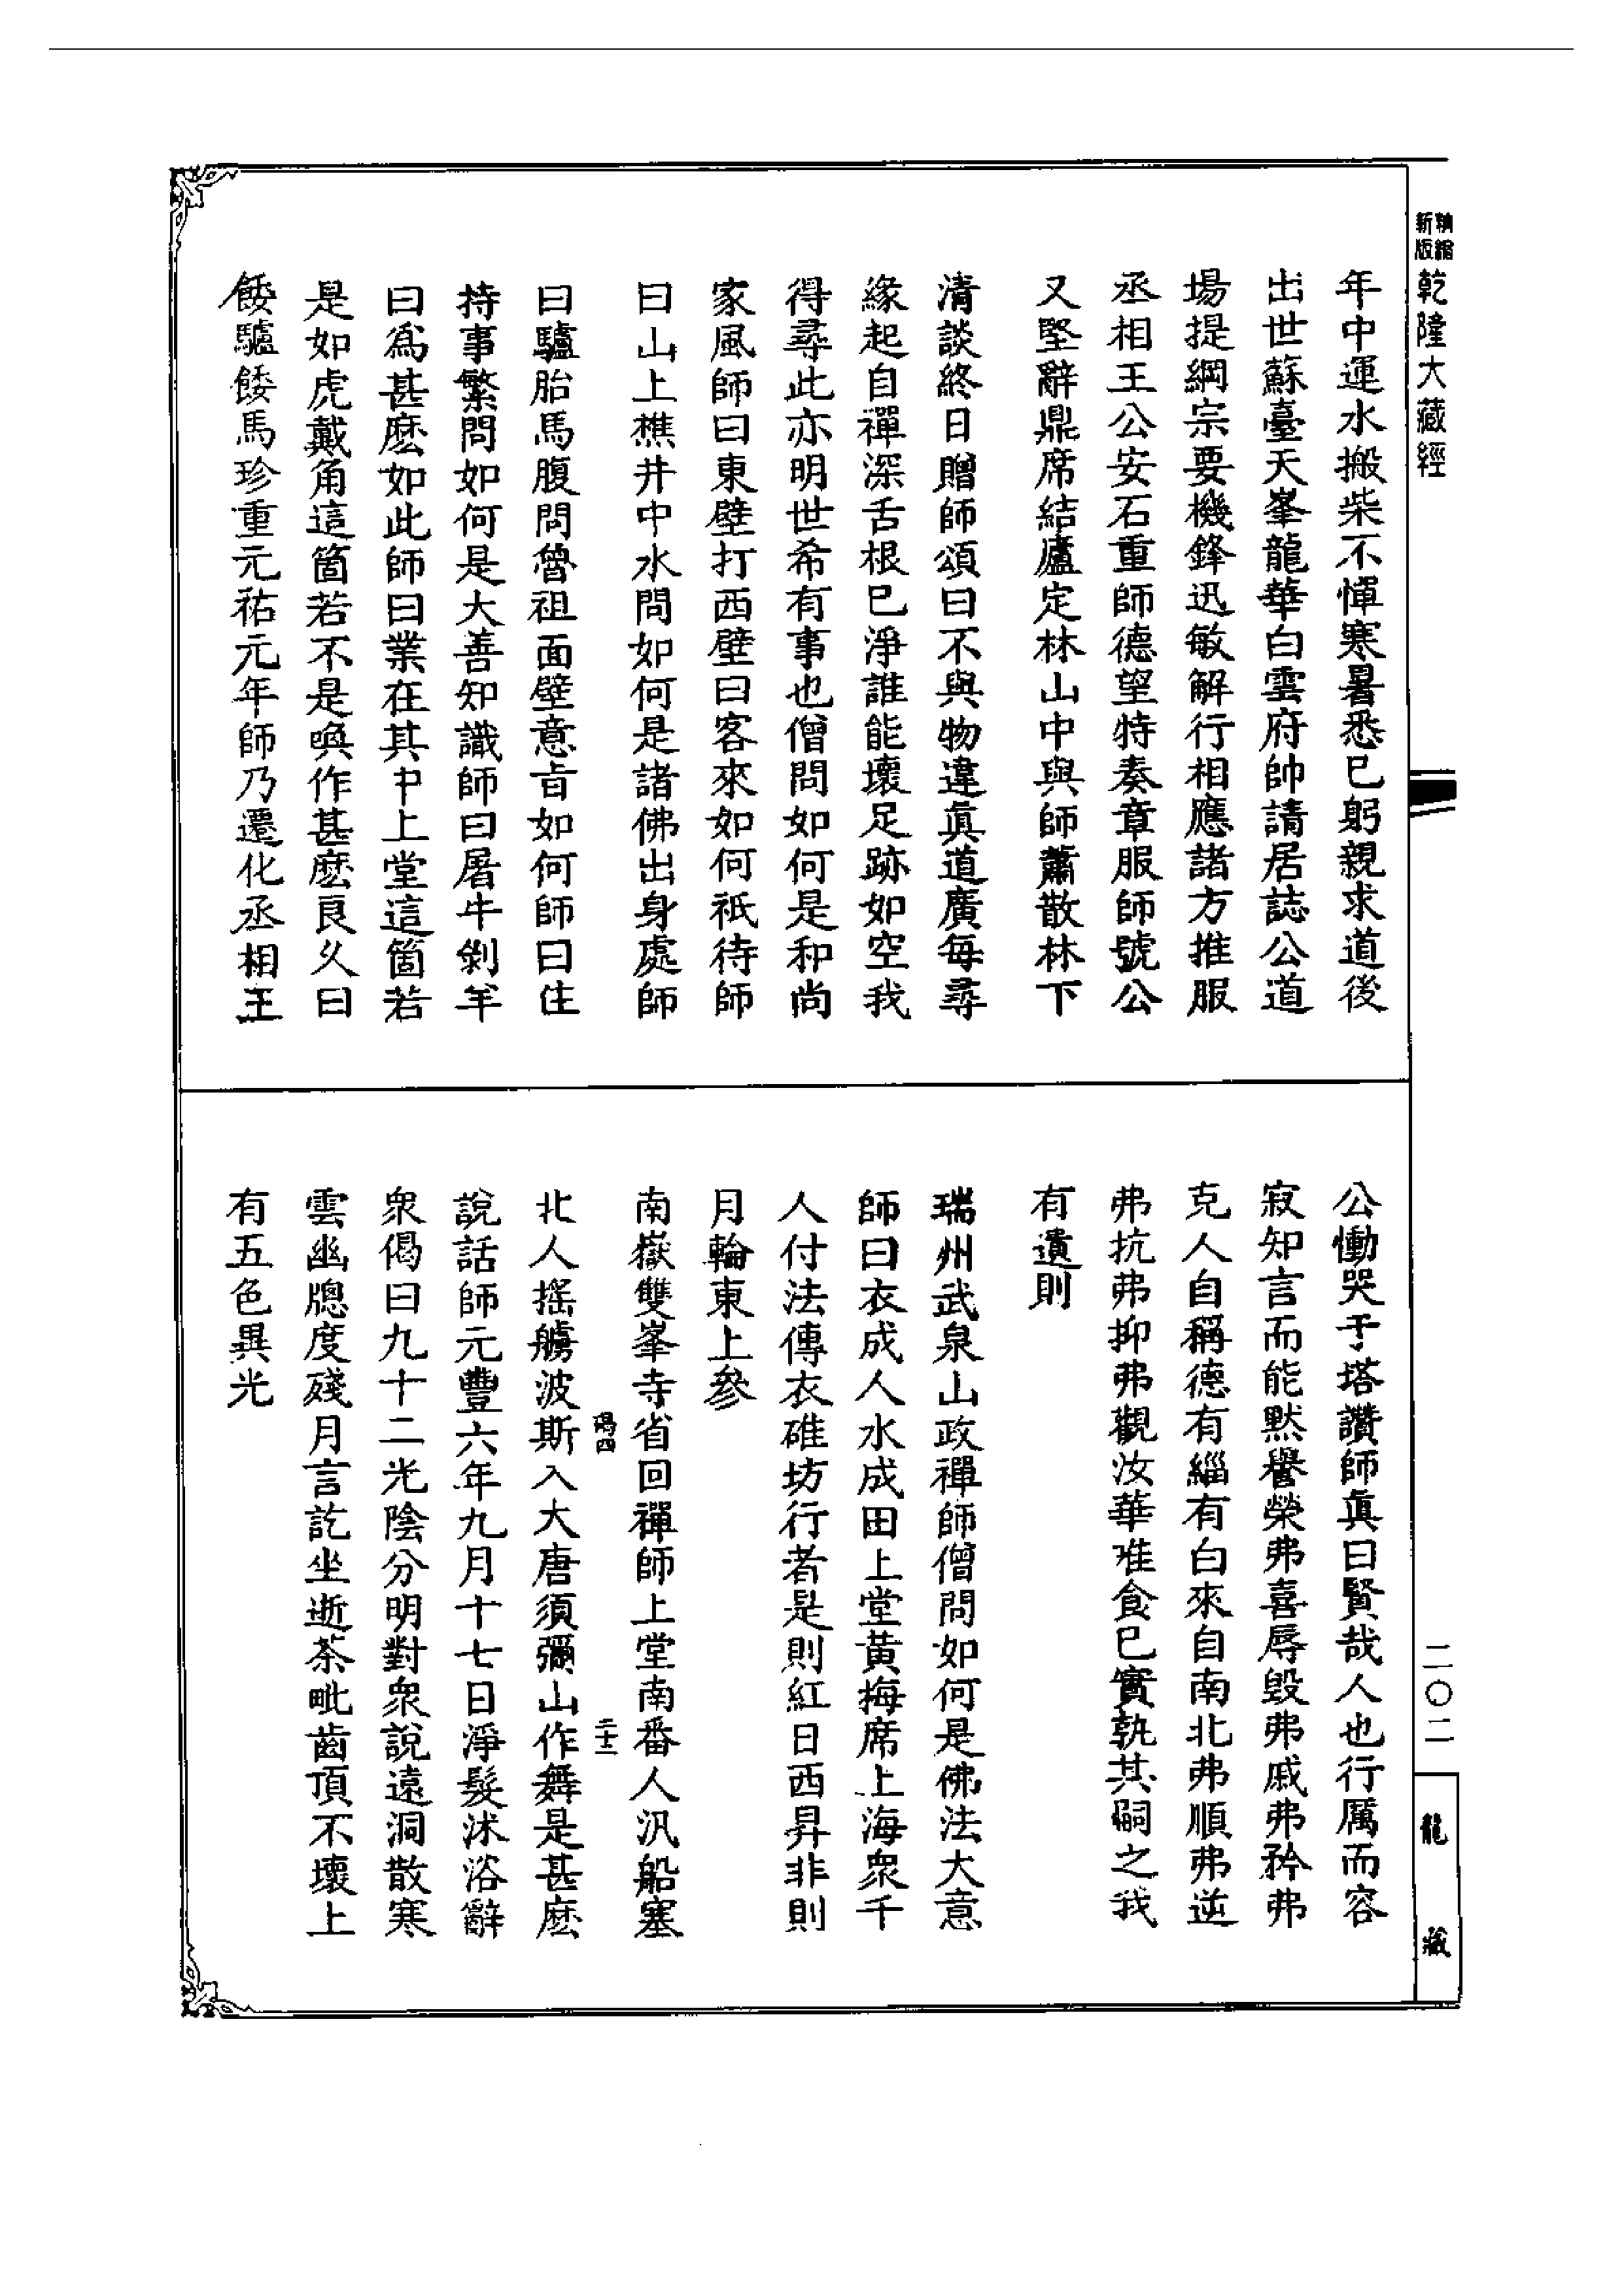 新版精縮
乾隆大藏經
年中運水搬柴不憚寒暑悉已躬親求道後
出世蘇臺天峯龍華白雲府帥請居誌公道
場提綱宗要機鋒迅敏解行相應諸方推服
丞相王公安石重師德望特奏章服師號公
又堅辭鼎席結廬定林山中與師蕭散林下
清談終日贈師頌曰不與物違眞道廣每尋
緣起自禪深舌根已淨誰能壞足跡如空我
得尋此亦明世希有事也僧問如何是和尚
家風師曰東壁打西壁曰客來如何祇待師
曰山上樵井中水問如何是諸佛出身處師
曰驢胎馬腹問魯祖面壁意旨如何師曰住
持事繁問如何是大善知識師曰屠牛剝羊
曰爲甚麽如此師曰業在其中上堂這箇若
是如虎戴角這箇若不是喚作甚麽良久曰
餧驢餧馬珍重元祐元年師乃遷化丞相王
公慟哭于塔讚師眞曰賢哉人也行厲而容
寂知言而能默譽榮弗喜辱毀弗戚弗矜弗
克人自稱德有緇有白來自南北弗順弗逆
弗抗弗抑弗觀汝華唯食已實孰其嗣之我
有遺則
瑞州武泉山政禪師僧問如何是佛法大意
師曰衣成人水成田上堂黃梅席上海衆千
人付法傳衣碓坊行者是則紅日西昇非則
月輪東上參
南嶽雙峯寺省回禪師上堂南番人汎船塞
碣四
二十三
北人搖艣波斯入大唐須彌山作舞是甚麽
說話師元豐六年九月十七日淨髮沐浴辭
衆偈曰九十二光陰分明對衆說遠洞散寒
雲幽牕度殘月言訖坐逝茶毗齒頂不壞上
有五色異光
二〇二
龍藏